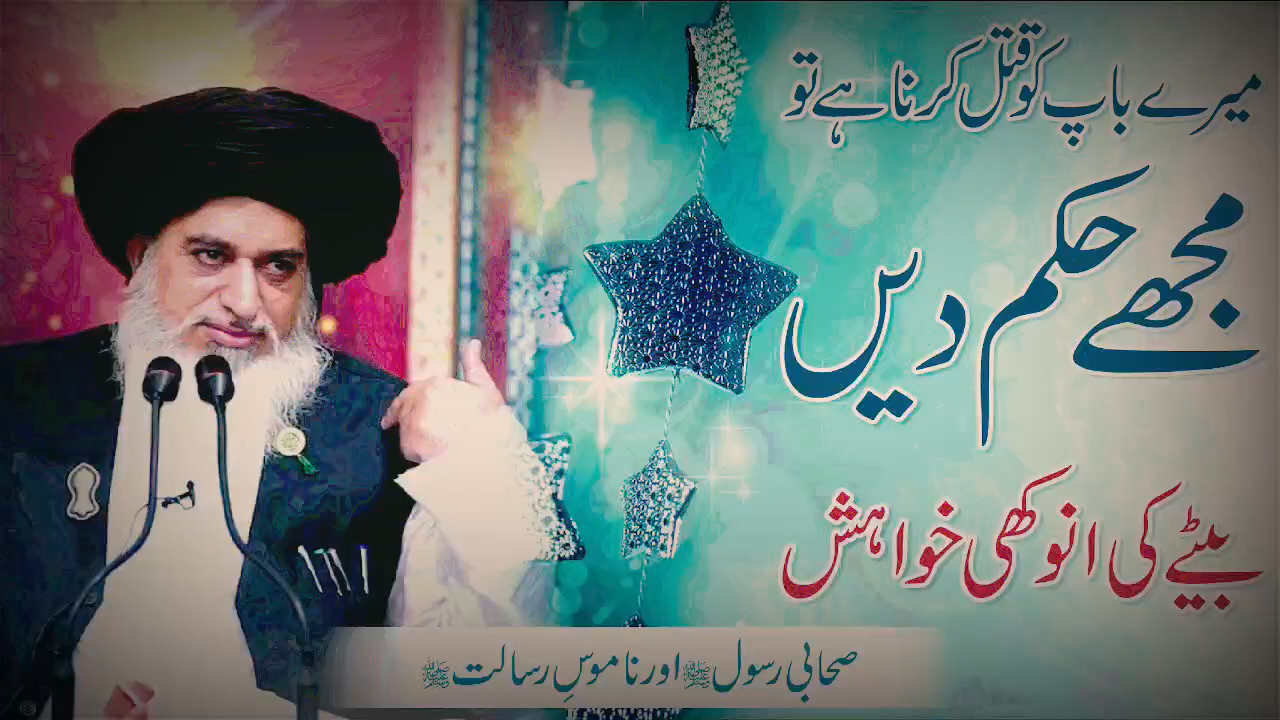 میرے باپ کو قتل کرنا ہے تو
مجھے حکم دیں
بیٹے کی انوکھی خواہش
صحابی رسول ﷺ اور ناموسِ رسالت ﷺ